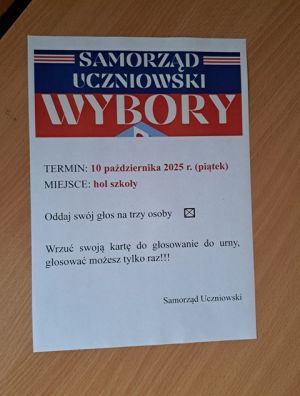 SAMORZĄD
UCZNIOWSKI
WYBORY
TERMIN: 10 października 2025 r. (piątek)
MIEJSCE: hol szkoły
Oddaj swój głos na trzy osoby ☒
Wrzuć swoją kartę do głosowanie do urny,
głosować możesz tylko raz!!!
Samorząd Uczniowski